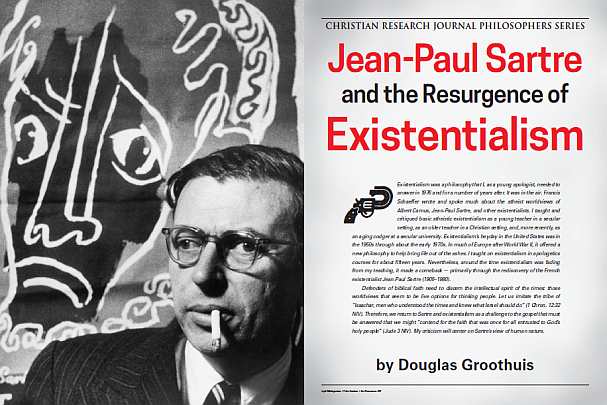 CHRISTIAN RESEARCH JOURNAL PHILOSOPHERS SERIES
Jean-Paul Sartre
and the Resurgence of
Existentialism
Existentialism was a philosophy that I, as a young apologist, needed to
answer in 1976 and for a number of years after. It was in the air. Francis
Schaeffer wrote and spoke much about the atheist worldviews of
Albert Camus, Jean-Paul Sartre, and other existentialists. I taught and
critiqued basic atheistic existentialism as a young teacher in a secular
setting, as an older teacher in a Christian setting, and, more recently, as
an aging codger at a secular university. Existentialism's heyday in the United States was in
the 1950s through about the early 1970s. In much of Europe after World War II, it offered a
new philosophy to help bring life out of the ashes. I taught on existentialism in apologetics
courses for about fifteen years. Nevertheless, around the time existentialism was fading
from my teaching, it made a comeback — primarily through the rediscovery of the French
existentialist Jean Paul Sartre (1905–1980).
Defenders of biblical faith need to discern the intellectual spirit of the times: those
worldviews that seem to be live options for thinking people. Let us imitate the tribe of
"Issachar, men who understood the times and knew what Israel should do" (1 Chron. 12:32
NIV). Therefore, we return to Sartre and existentialism as a challenge to the gospel that must
be answered that we might "contend for the faith that was once for all entrusted to God's
holy people" (Jude 3 NIV). My criticism will center on Sartre's view of human nature.
by Douglas Groothuis